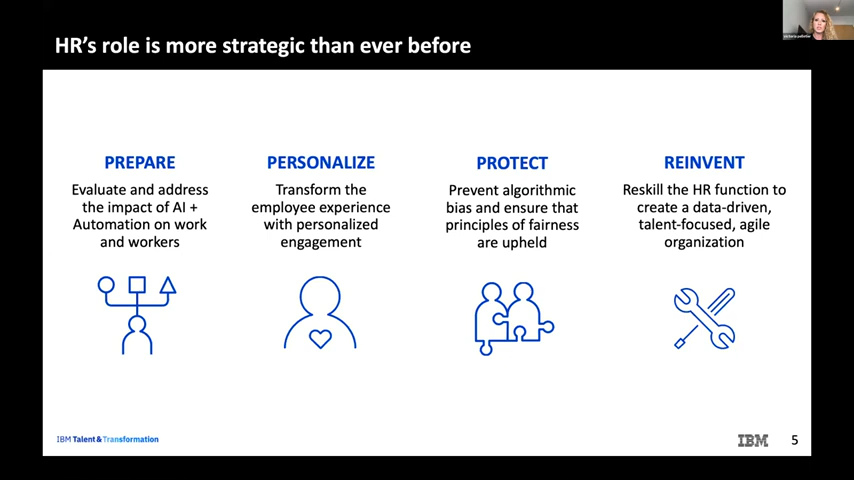 HR's role is more strategic than ever before
PREPARE
Evaluate and address
the impact of AI +
Automation on work
and workers
PERSONALIZE
Transform the
employee experience
with personalized
engagement
PROTECT
Prevent algorithmic
bias and ensure that
principles of fairness
are upheld
REINVENT
Reskill the HR function to
create a data-driven,
talent-focused, agile
organization
IBM Talent & Transformation
IBM
5